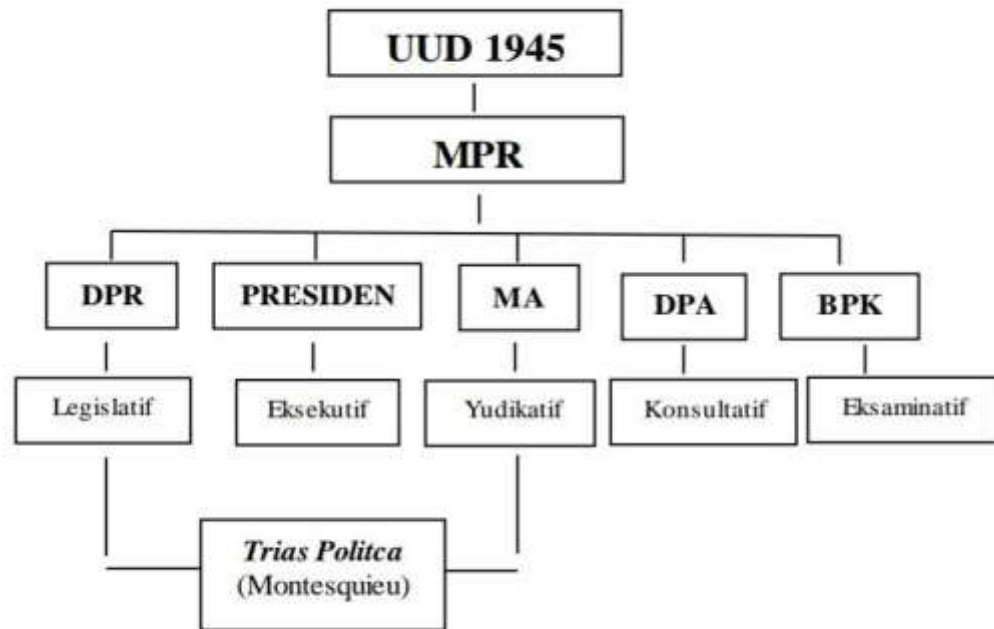 UUD 1945
MPR
DPR
PRESIDEN
MA
DPA
BPK
Legislatif
Eksekutif
Yudikatif
Konsultatif
Eksaminatif
Trias Politca
(Montesquieu)